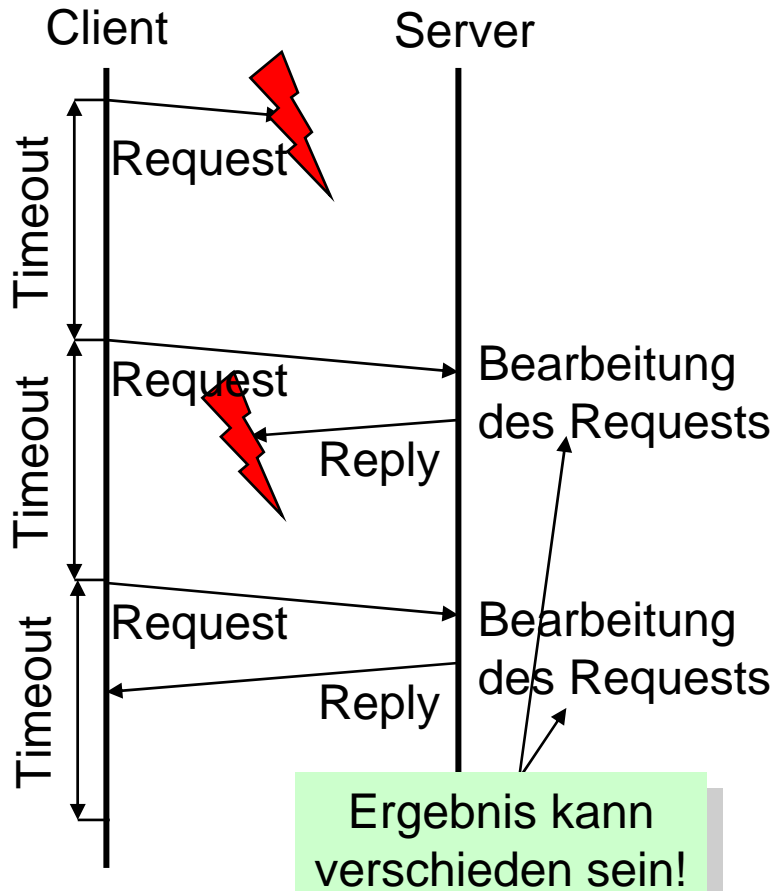 Client
Server
Timeout
Request
Timeout
Request
Bearbeitung
des Requests
Reply
Timeout
Request
Bearbeitung
des Requests
Reply
Ergebnis kann
verschieden sein!